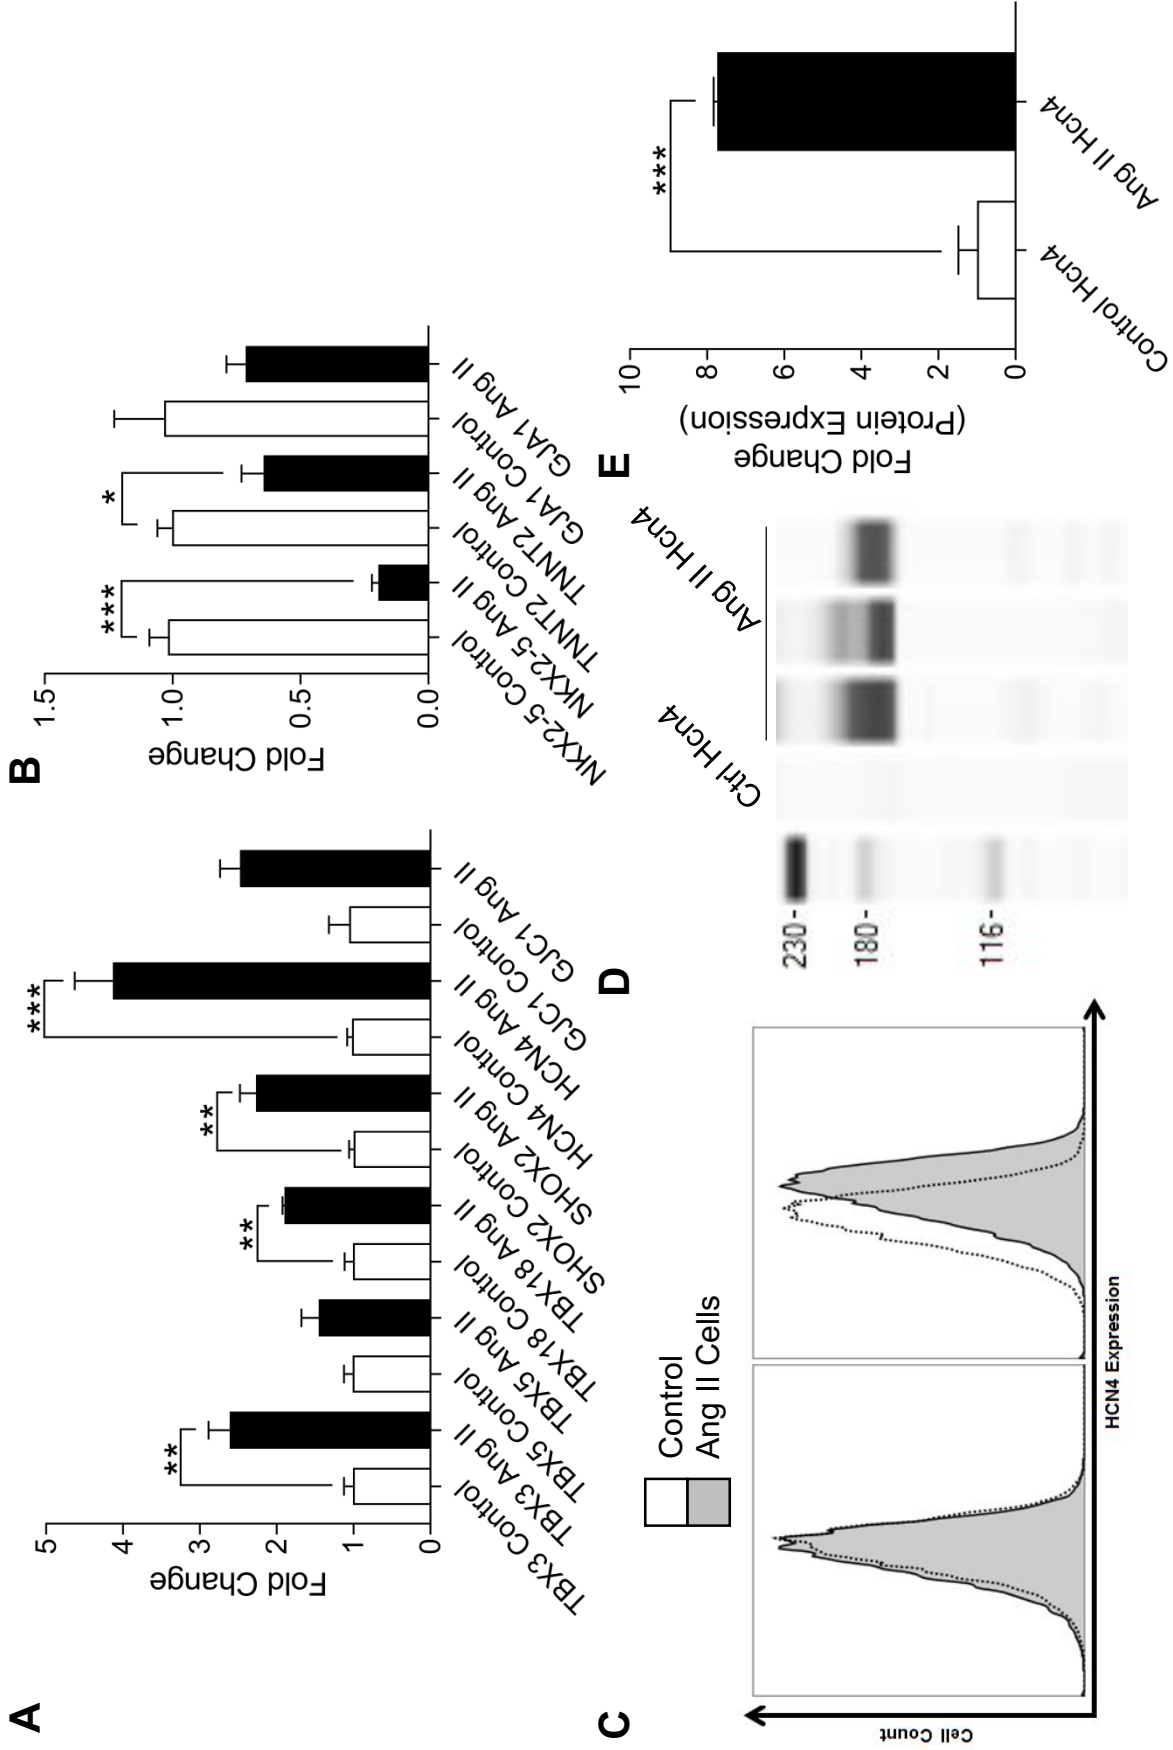 A
Fold Change
5
4
3
2
1
0
**
**
**
***
TBX3 Control
TBX3 Ang II
TBX5 Control
TBX5 Ang II
TBX18 Control
TBX18 Ang II
SHOX2 Control
SHOX2 Ang II
HCN4 Control
HCN4 Ang II
GJC1 Control
GJC1 Ang II
B
Fold Change
1.5
1.0
0.5
0.0
***
*
NKX2-5 Control
NKX2-5 Ang II
TNNT2 Control
TNNT2 Ang II
GJA1 Control
GJA1 Ang II
C
Control
Ang II Cells
Cell Count
HCN4 Expression
D
Ctrl Hcn4
Ang II Hcn4
230-
180-
116-
E
Fold Change
(Protein Expression)
10
8
6
4
2
0
***
Control Hcn4
Ang II Hcn4